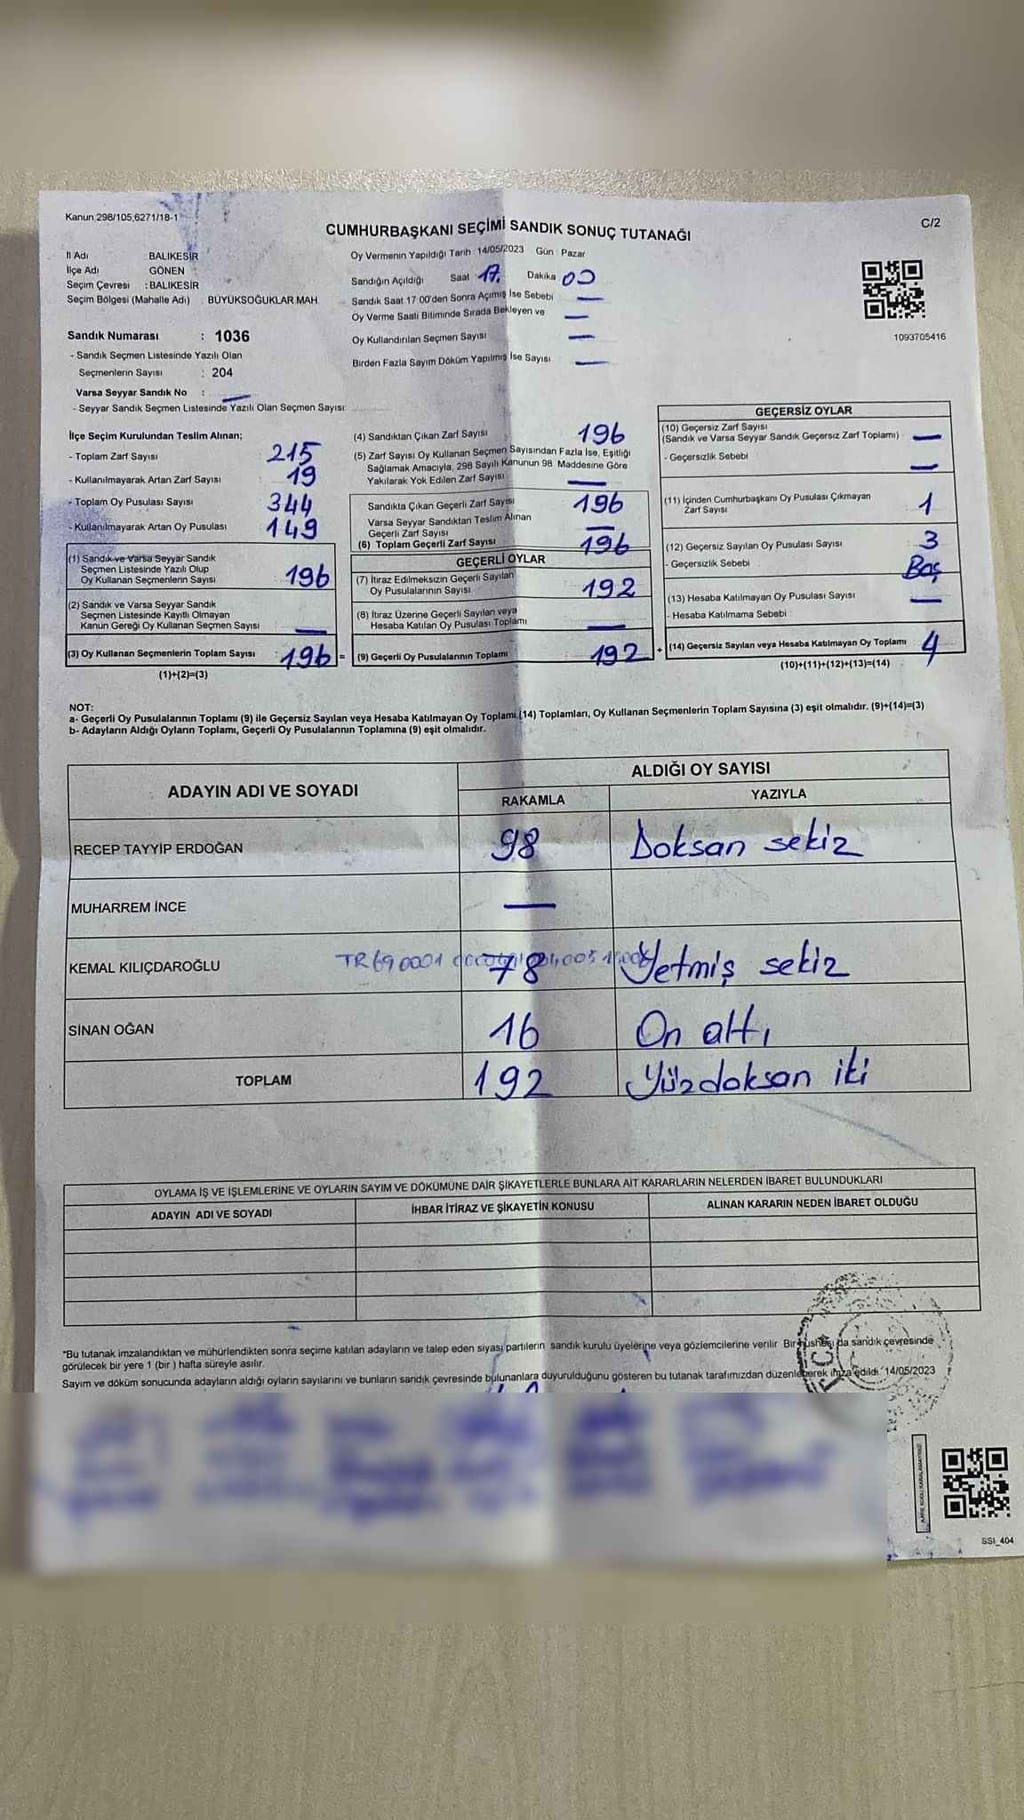 Kanun 298/105,6271/18-1
C/2
CUMHURBAŞKANI SEÇİMİ SANDIK SONUÇ TUTANAĞI
İl Adı BALIKESİR
İlçe Adı GÖNEN
Seçim Çevresi : BALIKESİR
Seçim Bölgesi (Mahalle Adı) BÜYÜKSOĞUKLAR MAH.
Oy Vermenin Yapıldığı Tarih 14/05/2023 Gün Pazar
Sandığın Açıldığı Saat 17. Dakika 00
Sandık Saat 17 00'den Sonra Açımış İse Sebebi —
Oy Verme Saati Bitiminde Sırada Bekleyen ve —
Oy Kullandırılan Seçmen Sayısı —
Birden Fazla Sayım Döküm Yapılmış İse Sayısı —
1093705416
Sandık Numarası : 1036
- Sandık Seçmen Listesinde Yazılı Olan
Seçmenlerin Sayısı : 204
Varsa Seyyar Sandık No : —
- Seyyar Sandık Seçmen Listesinde Yazılı Olan Seçmen Sayısı:
İlçe Seçim Kurulundan Teslim Alınan;
- Toplam Zarf Sayısı 215
- Kullanılmayarak Artan Zarf Sayısı 19
- Toplam Oy Pusulası Sayısı 344
- Kullanılmayarak Artan Oy Pusulası 149
(1) Sandık ve Varsa Seyyar Sandık
Seçmen Listesinde Yazılı Olup
Oy Kullanan Seçmenlerin Sayısı 196
(2) Sandık ve Varsa Seyyar Sandık
Seçmen Listesinde Kayıtlı Olmayan
Kanun Gereği Oy Kullanan Seçmen Sayısı —
(3) Oy Kullanan Seçmenlerin Toplam Sayısı 196 =
(1)+(2)=(3)
(4) Sandıktan Çıkan Zarf Sayısı 196
(5) Zarf Sayısı Oy Kullanan Seçmen Sayısından Fazla İse, Eşitliği
Sağlamak Amacıyla, 298 Sayılı Kanunun 98. Maddesine Göre
Yakılarak Yok Edilen Zarf Sayısı —
Sandıkta Çıkan Geçerli Zarf Sayısı 196
Varsa Seyyar Sandıktan Teslim Alınan
Geçerli Zarf Sayısı —
(6) Toplam Geçerli Zarf Sayısı 196
GEÇERLİ OYLAR
(7) İtiraz Edilmeksizin Geçerli Sayılan
Oy Pusulalarının Sayısı 192
(8) İtiraz Üzerine Geçerli Sayılan veya
Hesaba Katılan Oy Pusulası Toplamı —
(9) Geçerli Oy Pusulalarının Toplamı 192 +
GEÇERSİZ OYLAR
(10) Geçersiz Zarf Sayısı
(Sandık ve Varsa Seyyar Sandık Geçersiz Zarf Toplamı) —
- Geçersizlik Sebebi —
(11) İçinden Cumhurbaşkanı Oy Pusulası Çıkmayan
Zarf Sayısı 1
(12) Geçersiz Sayılan Oy Pusulası Sayısı 3
- Geçersizlik Sebebi Boş
(13) Hesaba Katılmayan Oy Pusulası Sayısı —
- Hesaba Katılmama Sebebi
(14) Geçersiz Sayılan veya Hesaba Katılmayan Oy Toplamı 4
(10)+(11)+(12)+(13)=(14)
NOT:
a- Geçerli Oy Pusulalarının Toplamı (9) ile Geçersiz Sayılan veya Hesaba Katılmayan Oy Toplamı (14) Toplamları, Oy Kullanan Seçmenlerin Toplam Sayısına (3) eşit olmalıdır. (9)+(14)=(3)
b- Adayların Aldığı Oyların Toplamı, Geçerli Oy Pusulalarının Toplamına (9) eşit olmalıdır.
ADAYIN ADI VE SOYADI ALDIĞI OY SAYISI
RAKAMLA YAZIYLA
RECEP TAYYİP ERDOĞAN 98 Doksan sekiz
MUHARREM İNCE —
KEMAL KILIÇDAROĞLU 78 Yetmiş sekiz
SİNAN OĞAN 16 On altı
TOPLAM 192 Yüzdoksan iki
OYLAMA İŞ VE İŞLEMLERİNE VE OYLARIN SAYIM VE DÖKÜMÜNE DAİR ŞİKAYETLERLE BUNLARA AİT KARARLARIN NELERDEN İBARET BULUNDUKLARI
ADAYIN ADI VE SOYADI İHBAR İTİRAZ VE ŞİKAYETİN KONUSU ALINAN KARARIN NEDEN İBARET OLDUĞU
*Bu tutanak imzalandıktan ve mühürlendikten sonra seçime katılan adayların ve talep eden siyasi partilerin sandık kurulu üyelerine veya gözlemcilerine verilir. Bir nüshası da sandık çevresinde
görülecek bir yere 1 (bir ) hafta süreyle asılır.
Sayım ve döküm sonucunda adayların aldığı oyların sayılarını ve bunların sandık çevresinde bulunanlara duyurulduğunu gösteren bu tutanak tarafımızdan düzenlenerek imza edildi. 14/05/2023
SSI_404